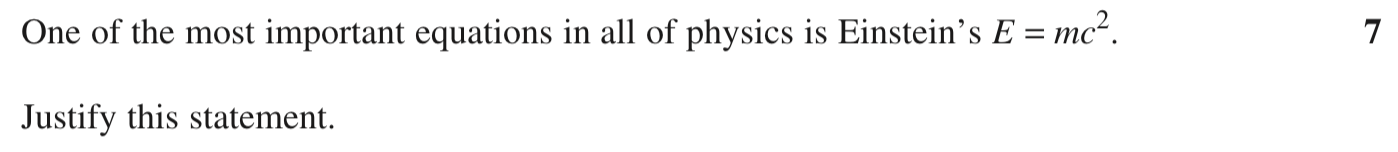 One of the most important equations in all of physics is Einstein’s E = mc². 7
Justify this statement.